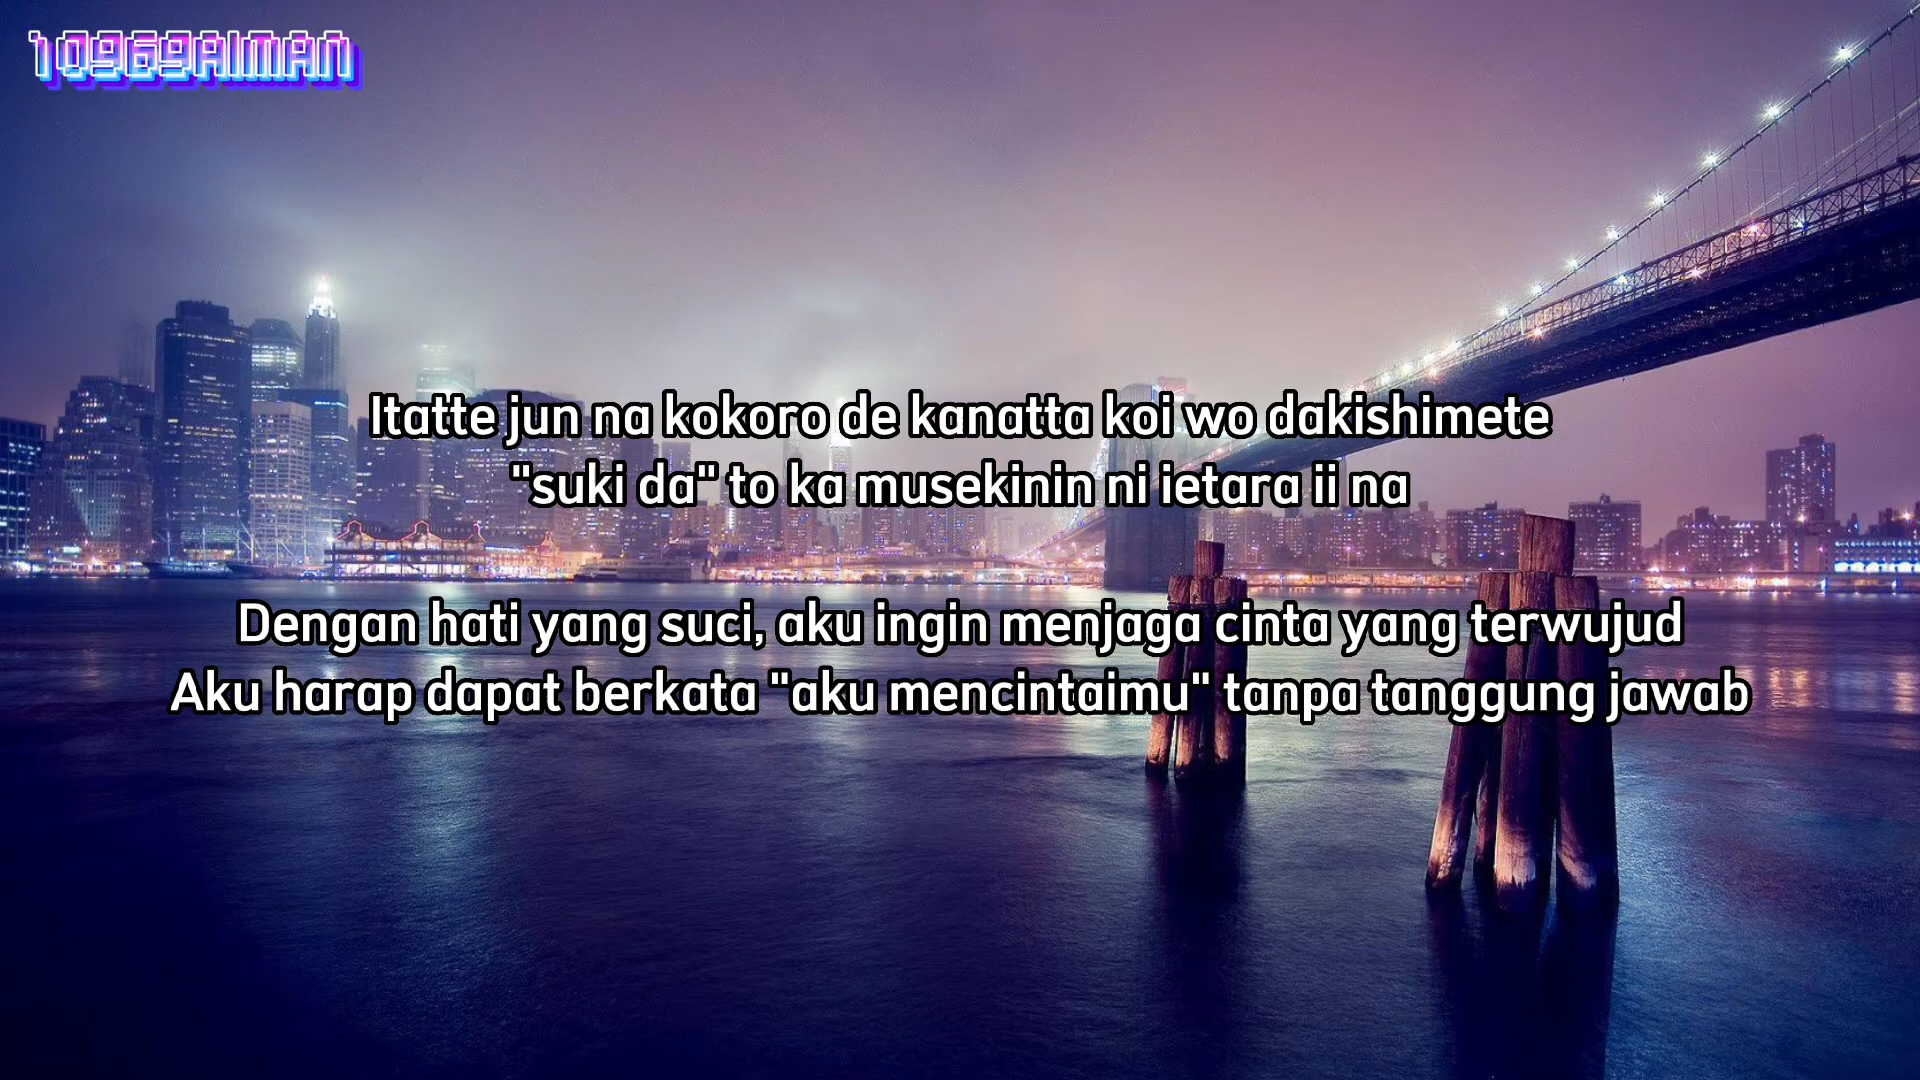 10969AIMAN
Itatte jun na kokoro de kanatta koi wo dakishimete
"suki da" to ka musekinin ni ietara ii na
Dengan hati yang suci, aku ingin menjaga cinta yang terwujud
Aku harap dapat berkata "aku mencintaimu" tanpa tanggung jawab